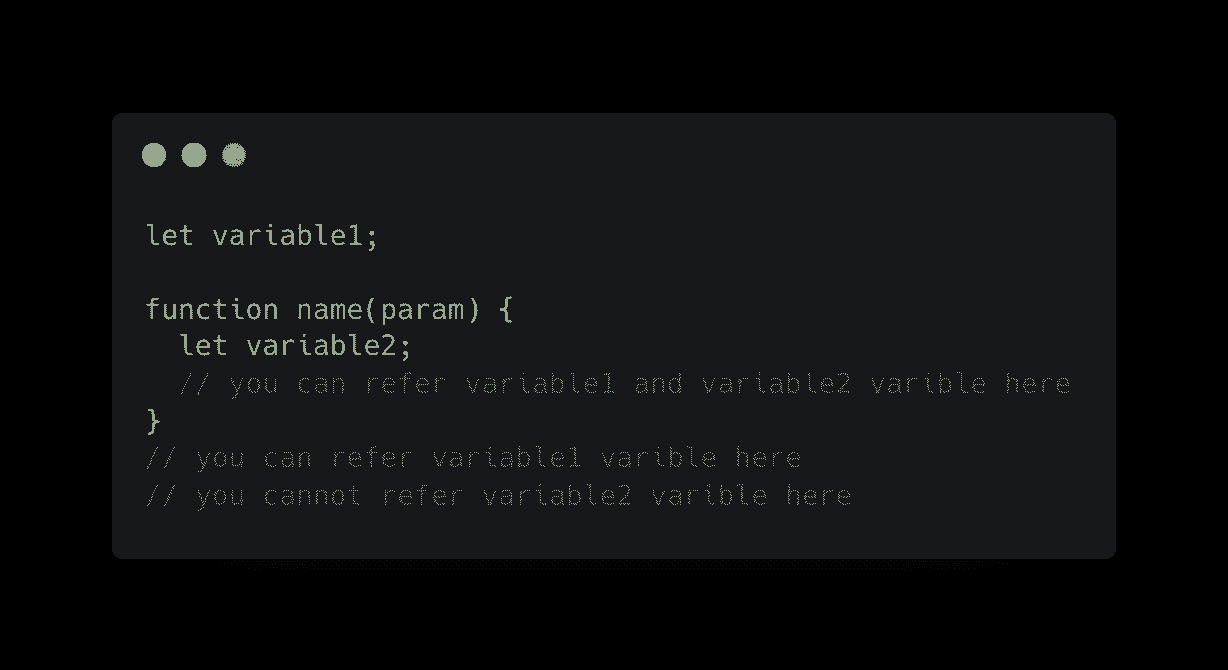 let variable1;
function name(param) {
let variable2;
// you can refer variable1 and variable2 varible here
}
// you can refer variable1 varible here
// you cannot refer variable2 varible here